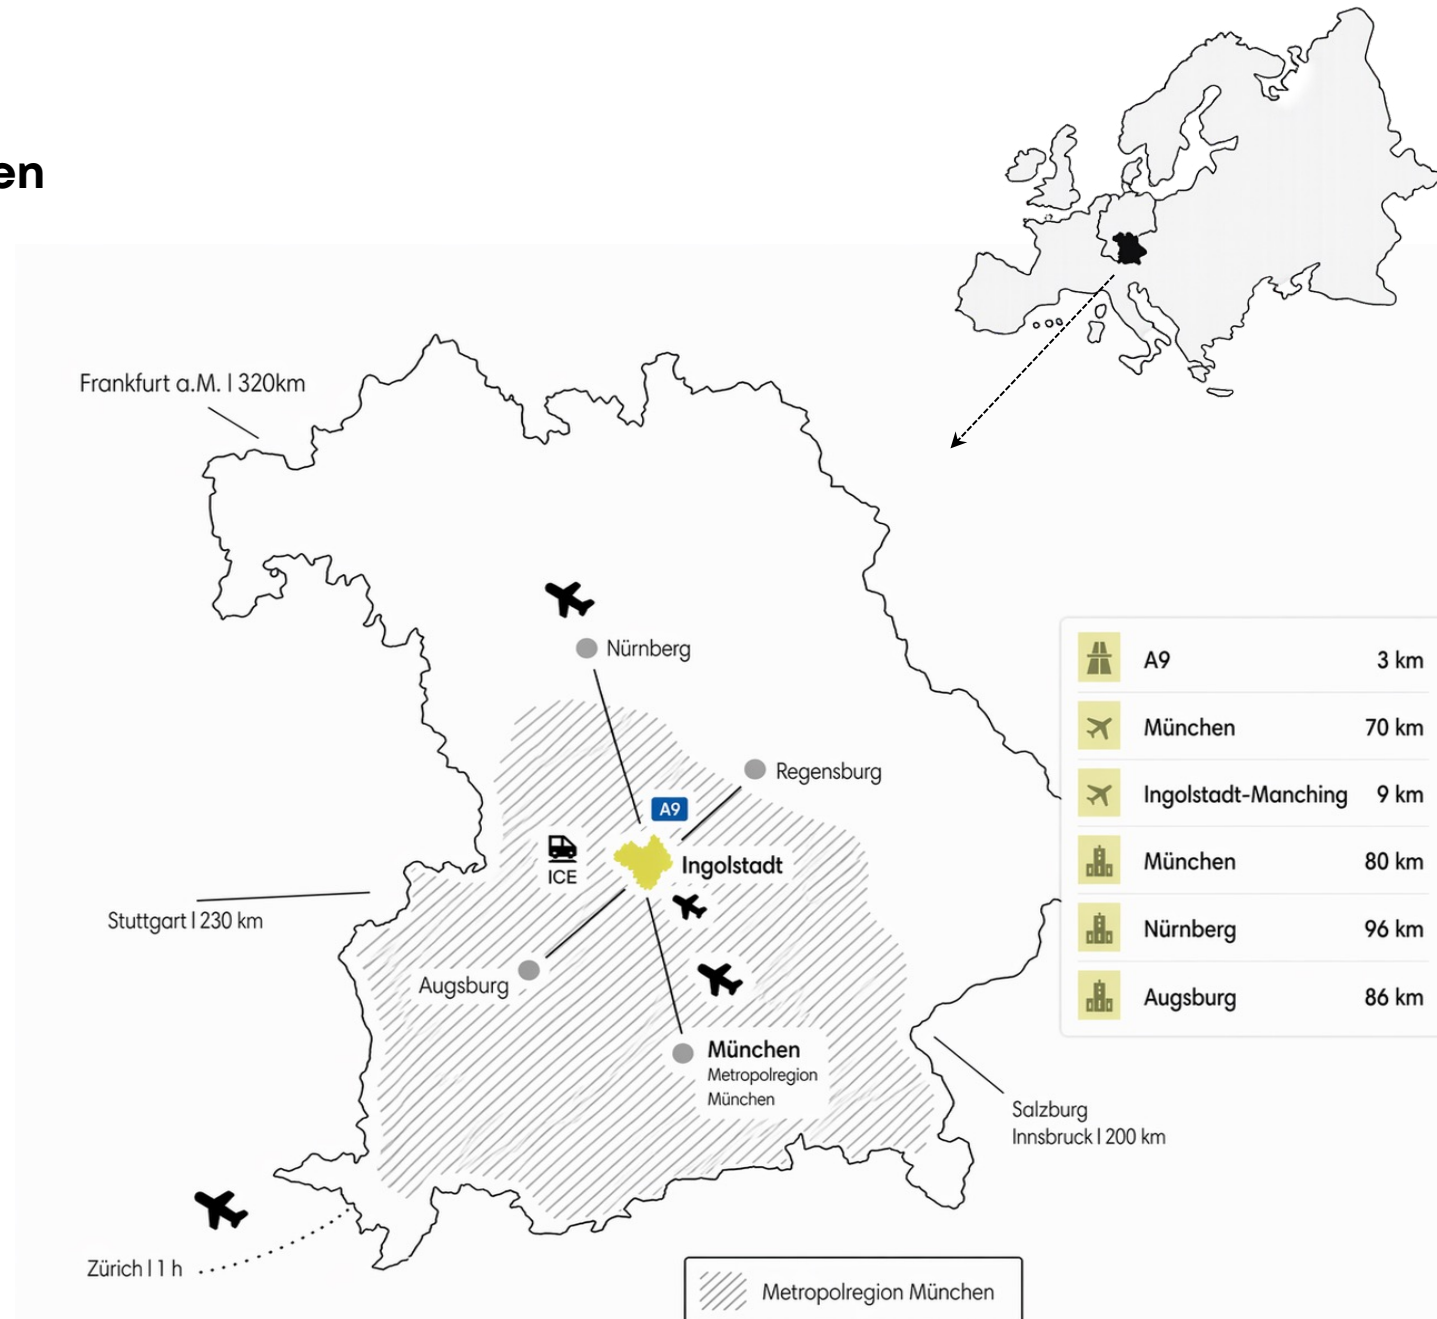 en
Frankfurt a.M. | 320km
Nürnberg
Regensburg
A9
ICE
Ingolstadt
Stuttgart | 230 km
Augsburg
München
Metropolregion
München
Salzburg
Innsbruck | 200 km
Zürich | 1 h
A9 3 km
München 70 km
Ingolstadt-Manching 9 km
München 80 km
Nürnberg 96 km
Augsburg 86 km
Metropolregion München